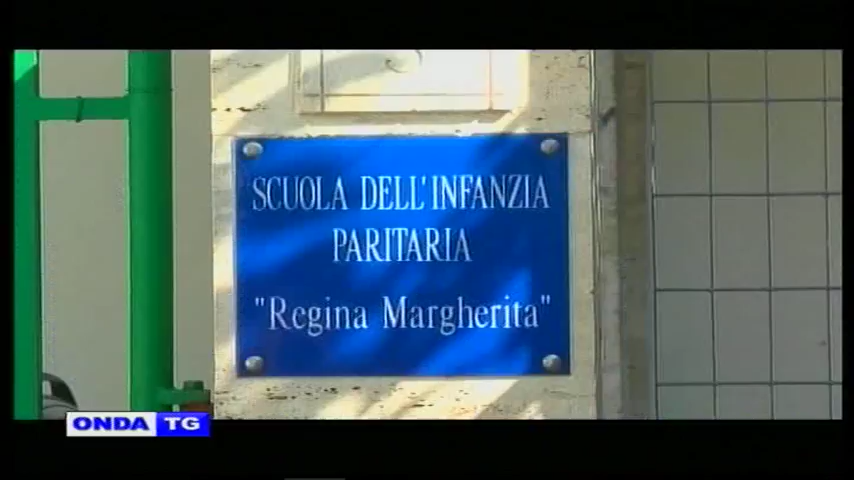 SCUOLA DELL'INFANZIA
PARITARIA
"Regina Margherita"
ONDA TG